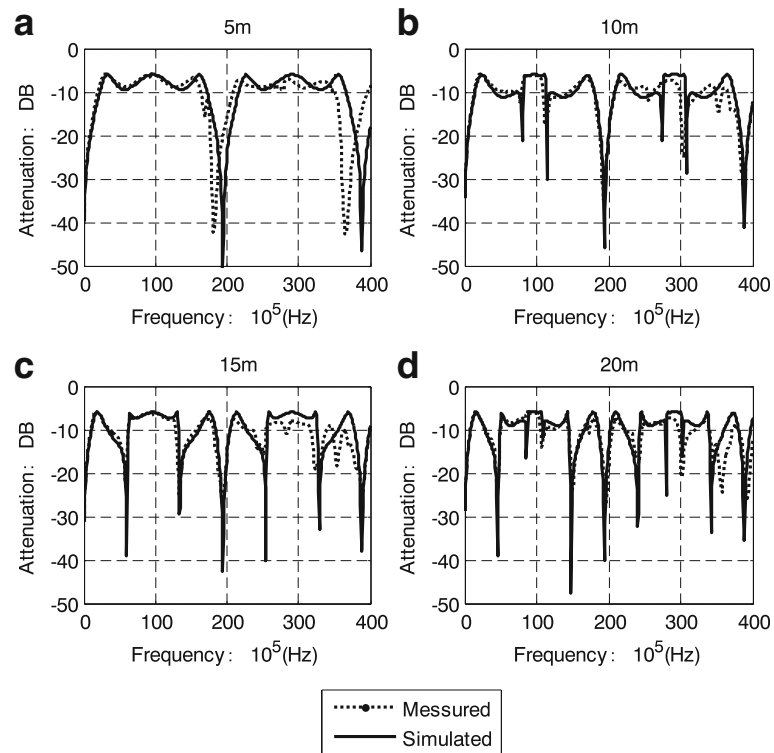 a
5m
0
-10
-20
-30
-40
-50
Attenuation: DB
0 100 200 300 400
Frequency: 10^5(Hz)
b
10m
0
-10
-20
-30
-40
-50
Attenuation: DB
0 100 200 300 400
Frequency: 10^5(Hz)
c
15m
0
-10
-20
-30
-40
-50
Attenuation: DB
0 100 200 300 400
Frequency: 10^5(Hz)
d
20m
0
-10
-20
-30
-40
-50
Attenuation: DB
0 100 200 300 400
Frequency: 10^5(Hz)
Messured
Simulated